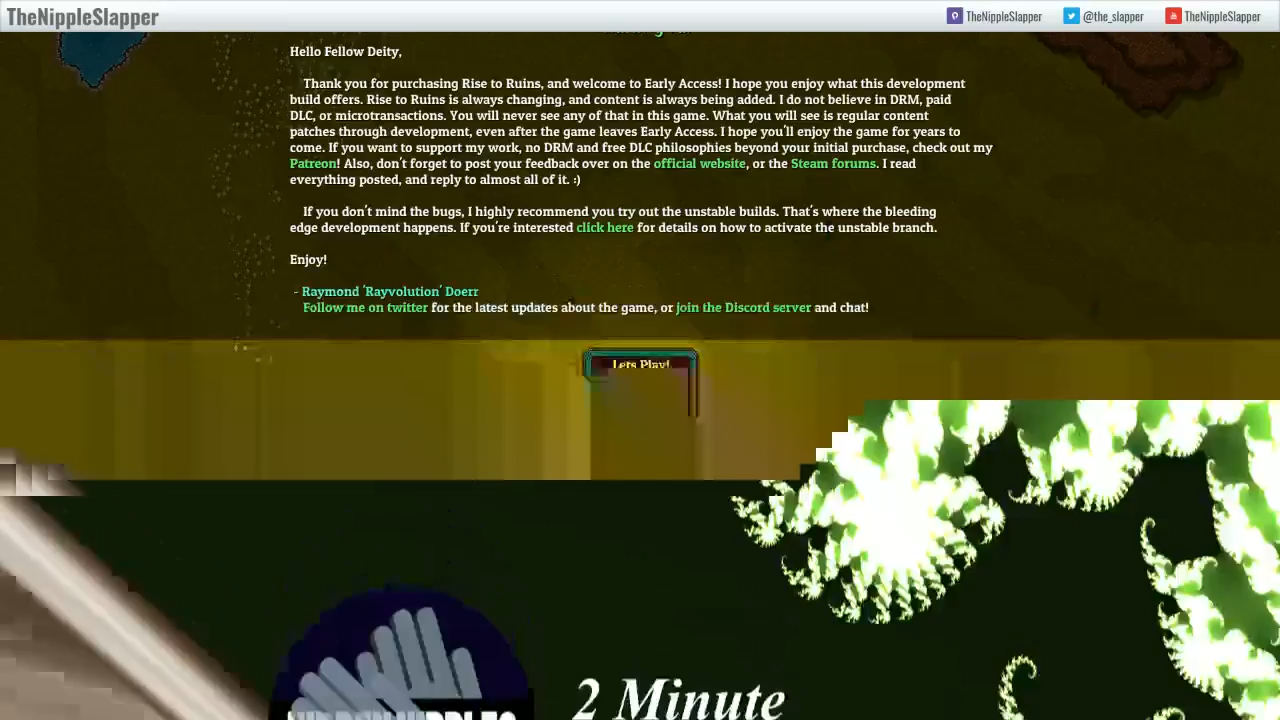 TheNippleSlapper
TheNippleSlapper
@the_slapper
TheNippleSlapper
Hello Fellow Deity,
Thank you for purchasing Rise to Ruins, and welcome to Early Access! I hope you enjoy what this development
build offers. Rise to Ruins is always changing, and content is always being added. I do not believe in DRM, paid
DLC, or microtransactions. You will never see any of that in this game. What you will see is regular content
patches through development, even after the game leaves Early Access. I hope you'll enjoy the game for years to
come. If you want to support my work, no DRM and free DLC philosophies beyond your initial purchase, check out my
Patreon! Also, don't forget to post your feedback over on the official website, or the Steam forums. I read
everything posted, and reply to almost all of it. :)
If you don't mind the bugs, I highly recommend you try out the unstable builds. That's where the bleeding
edge development happens. If you're interested click here for details on how to activate the unstable branch.
Enjoy!
- Raymond 'Rayvolution' Doerr
Follow me on twitter for the latest updates about the game, or join the Discord server and chat!
Lets Play!
2 Minute